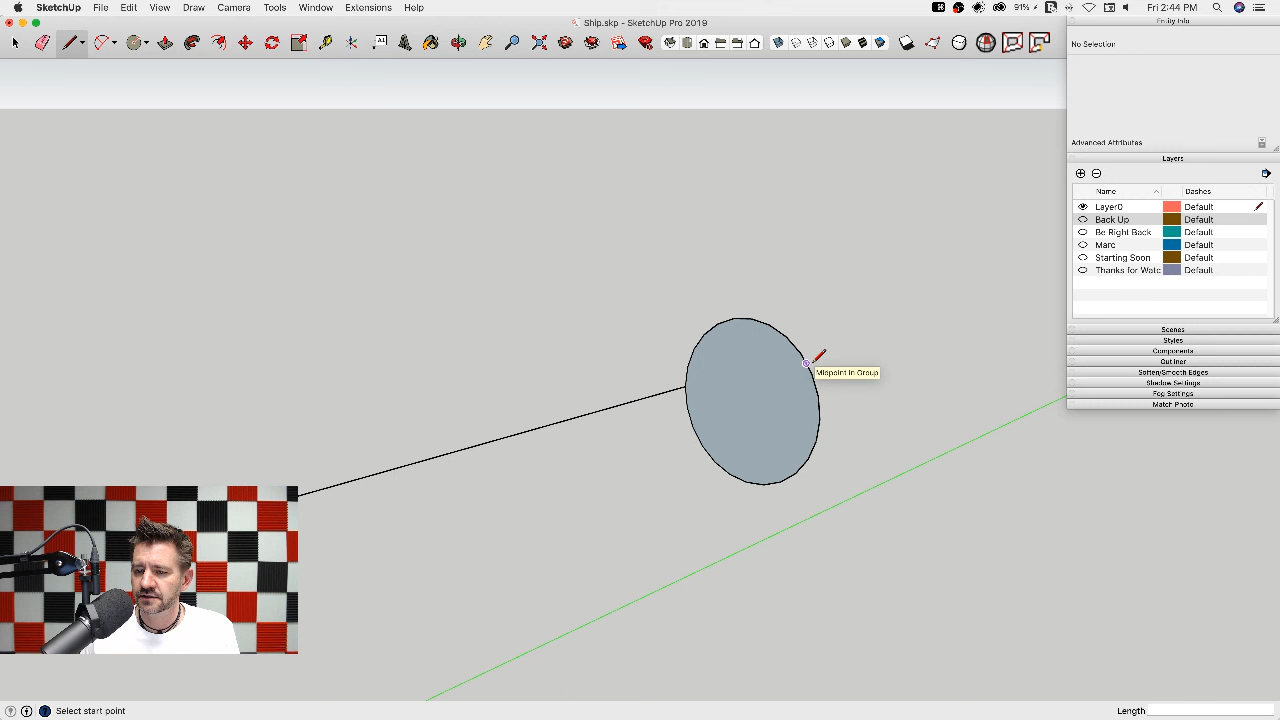 SketchUp File Edit View Draw Camera Tools Window Extensions Help
91%
Fri 2:44 PM
Ship.skp - SketchUp Pro 2019
Entity Info
No Selection
Advanced Attributes
Layers
Name Dashes
Layer0 Default
Back Up Default
Be Right Back Default
Marc Default
Starting Soon Default
Thanks for Watc Default
Scenes
Styles
Components
Outliner
Soften/Smooth Edges
Shadow Settings
Fog Settings
Match Photo
Midpoint in Group
Select start point
Length